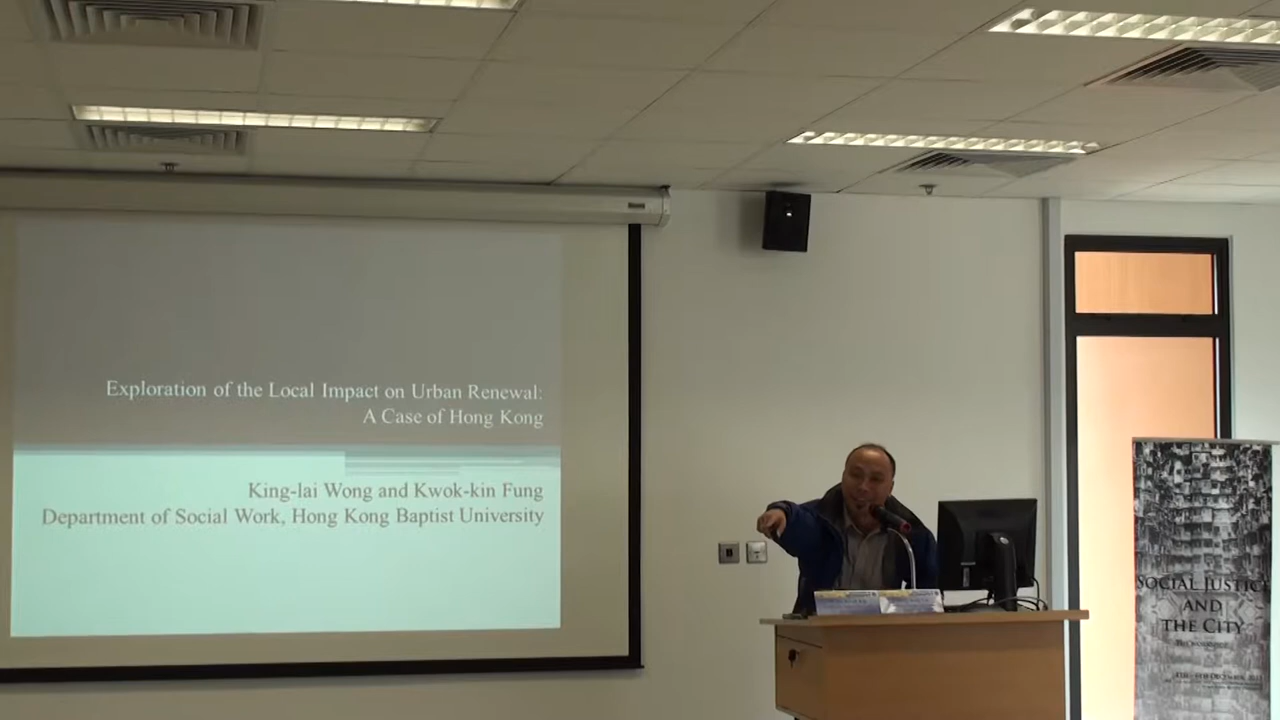 Exploration of the Local Impact on Urban Renewal:
A Case of Hong Kong
King-lai Wong and Kwok-kin Fung
Department of Social Work, Hong Kong Baptist University
SOCIAL JUSTICE
AND
THE CITY